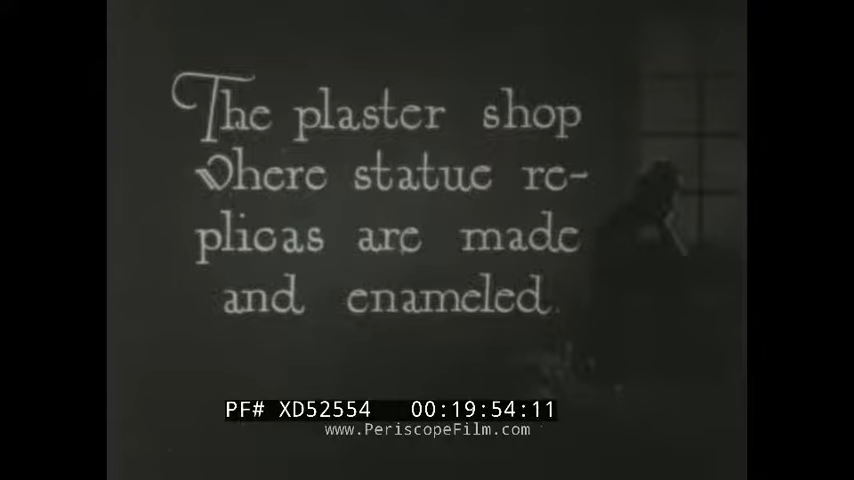 The plaster shop
where statue re-
plicas are made
and enameled.
PF# XD52554 00:19:54:11
www.PeriscopeFilm.com